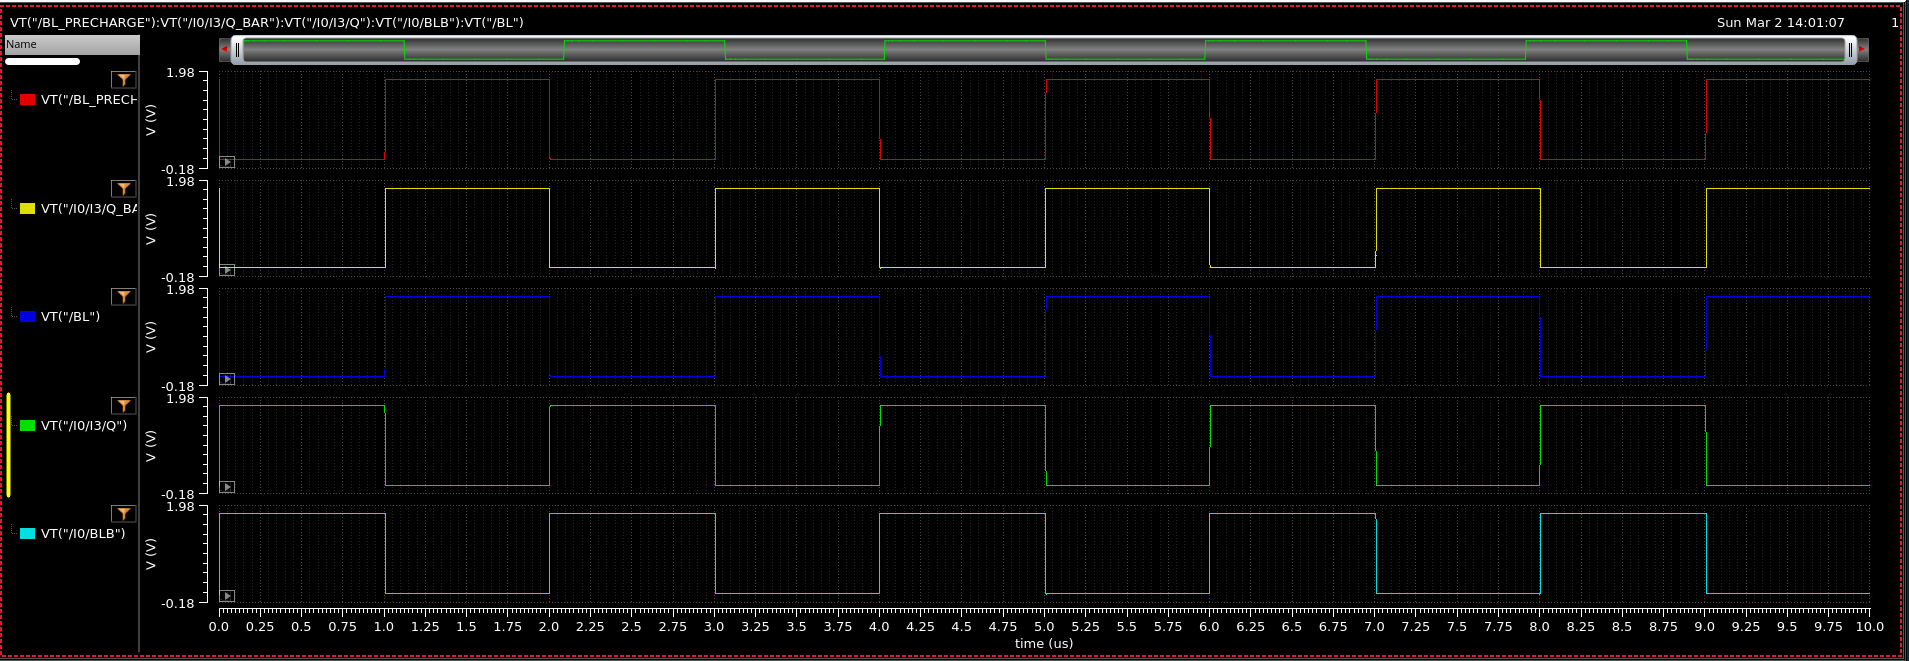 VT("/BL_PRECHARGE"):VT("/I0/I3/Q_BAR"):VT("/I0/I3/Q"):VT("/I0/BLB"):VT("/BL")
Sun Mar 2 14:01:07 1
Name
VT("/BL_PRECH
1.98
V (V)
-0.18
VT("/I0/I3/Q_BA
1.98
V (V)
-0.18
VT("/BL")
1.98
V (V)
-0.18
VT("/I0/I3/Q")
1.98
V (V)
-0.18
VT("/I0/BLB")
1.98
V (V)
-0.18
0.0 0.25 0.5 0.75 1.0 1.25 1.5 1.75 2.0 2.25 2.5 2.75 3.0 3.25 3.5 3.75 4.0 4.25 4.5 4.75 5.0 5.25 5.5 5.75 6.0 6.25 6.5 6.75 7.0 7.25 7.5 7.75 8.0 8.25 8.5 8.75 9.0 9.25 9.5 9.75 10.0
time (us)